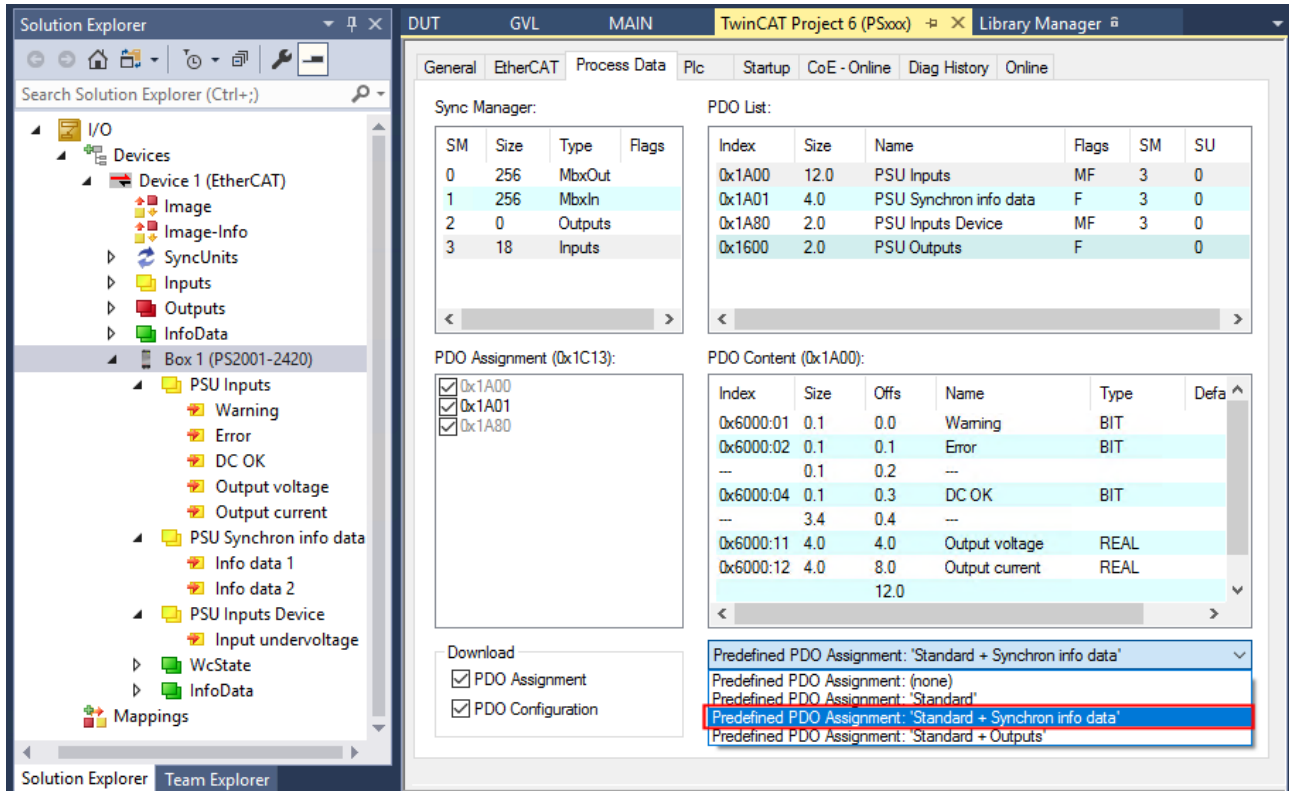 Solution Explorer
Search Solution Explorer (Ctrl+;)
I/O
Devices
Device 1 (EtherCAT)
Image
Image-Info
SyncUnits
Inputs
Outputs
InfoData
Box 1 (PS2001-2420)
PSU Inputs
Warning
Error
DC OK
Output voltage
Output current
PSU Synchron info data
Info data 1
Info data 2
PSU Inputs Device
Input undervoltage
WcState
InfoData
Mappings
Solution Explorer Team Explorer
DUT GVL MAIN TwinCAT Project 6 (PSxxx) Library Manager
General EtherCAT Process Data Plc Startup CoE - Online Diag History Online
Sync Manager:
SM Size Type Flags
0 256 MbxOut
1 256 MbxIn
2 0 Outputs
3 18 Inputs
PDO List:
Index Size Name Flags SM SU
0x1A00 12.0 PSU Inputs MF 3 0
0x1A01 4.0 PSU Synchron info data F 3 0
0x1A80 2.0 PSU Inputs Device MF 3 0
0x1600 2.0 PSU Outputs F 0
PDO Assignment (0x1C13):
0x1A00
0x1A01
0x1A80
PDO Content (0x1A00):
Index Size Offs Name Type Defa
0x6000:01 0.1 0.0 Warning BIT
0x6000:02 0.1 0.1 Error BIT
--- 0.1 0.2 ---
0x6000:04 0.1 0.3 DC OK BIT
--- 3.4 0.4 ---
0x6000:11 4.0 4.0 Output voltage REAL
0x6000:12 4.0 8.0 Output current REAL
12.0
Download
PDO Assignment
PDO Configuration
Predefined PDO Assignment: 'Standard + Synchron info data'
Predefined PDO Assignment: (none)
Predefined PDO Assignment: 'Standard'
Predefined PDO Assignment: 'Standard + Synchron info data'
Predefined PDO Assignment: 'Standard + Outputs'